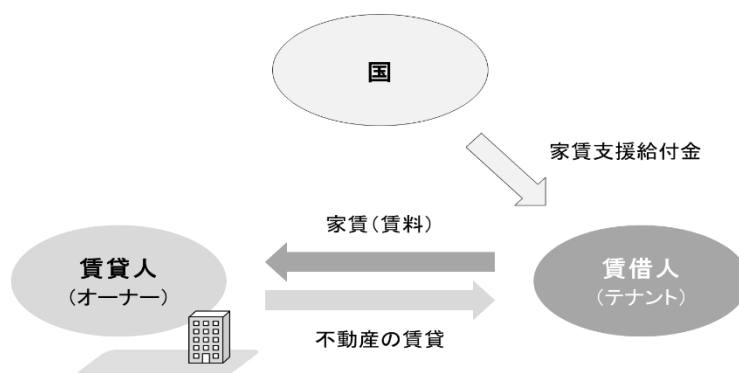 国
家賃支援給付金
家賃(賃料)
賃貸人
(オーナー)
賃借人
(テナント)
不動産の賃貸